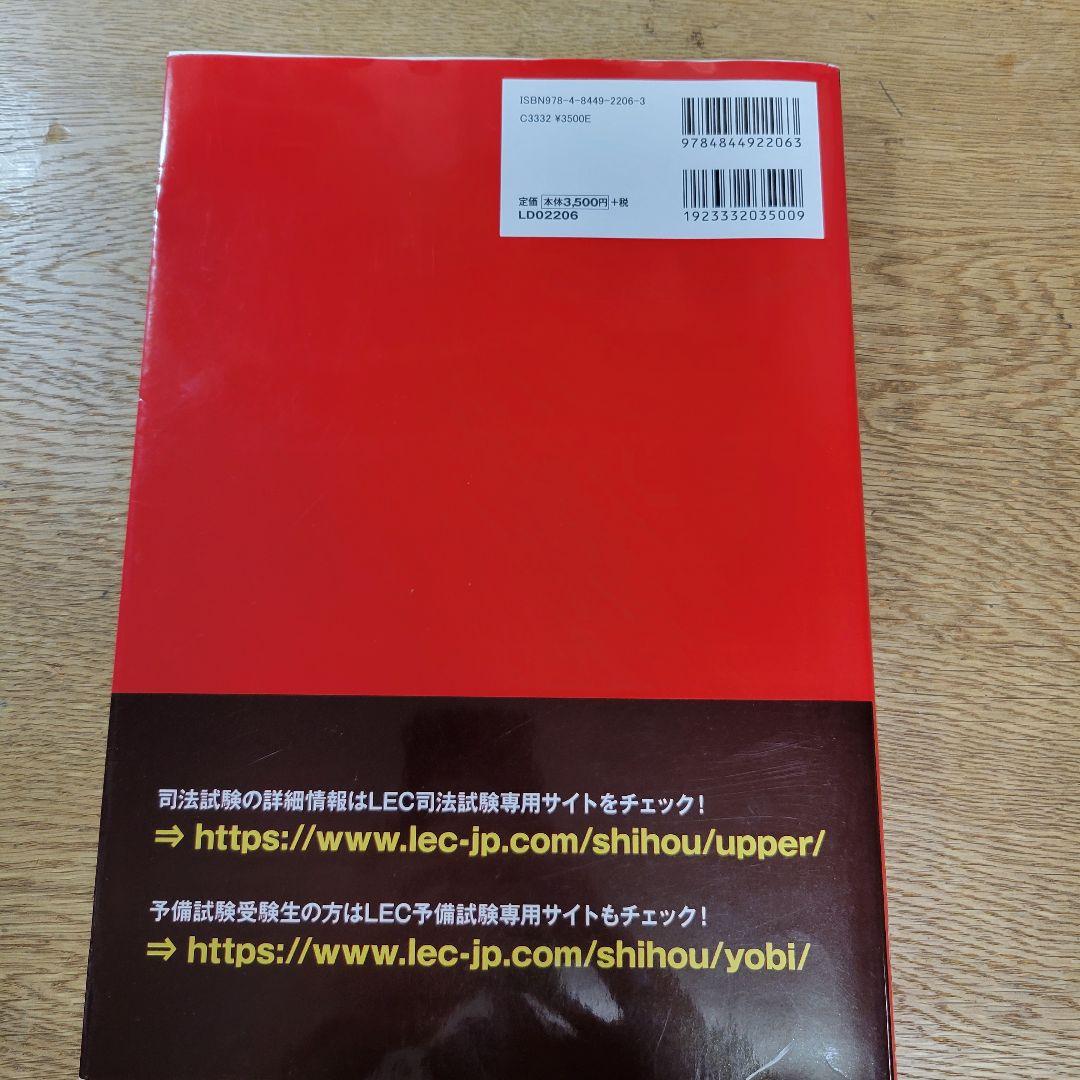 ISBN978-4-8449-2206-3
C3332 ¥3500E
9784844922063
定価 本体3,500円 +税
LD02206
1923332035009
司法試験の詳細情報はLEC司法試験専用サイトをチェック!
⇒ https://www.lec-jp.com/shihou/upper/
予備試験受験生の方はLEC予備試験専用サイトもチェック!
⇒ https://www.lec-jp.com/shihou/yobi/